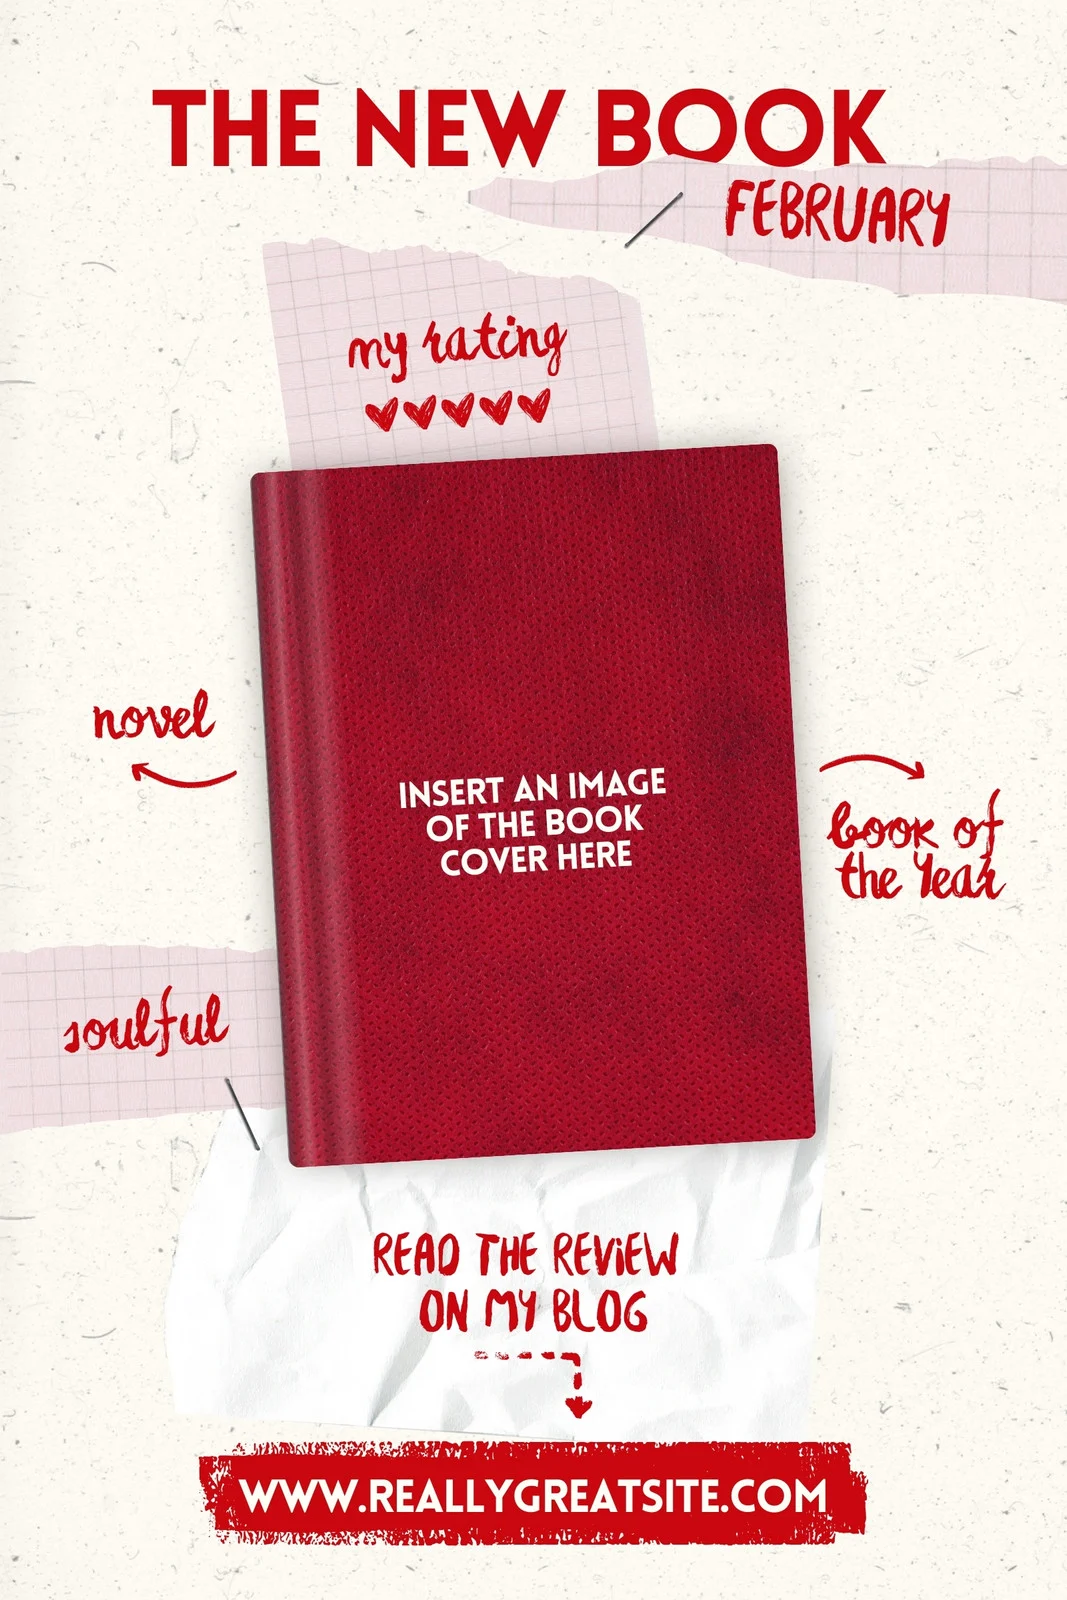 THE NEW BOOK
FEBRUARY
my rating
INSERT AN IMAGE
OF THE BOOK
COVER HERE
novel
book of
the Year
soulful
READ THE REVIEW
ON MY BLOG
WWW.REALLYGREATSITE.COM